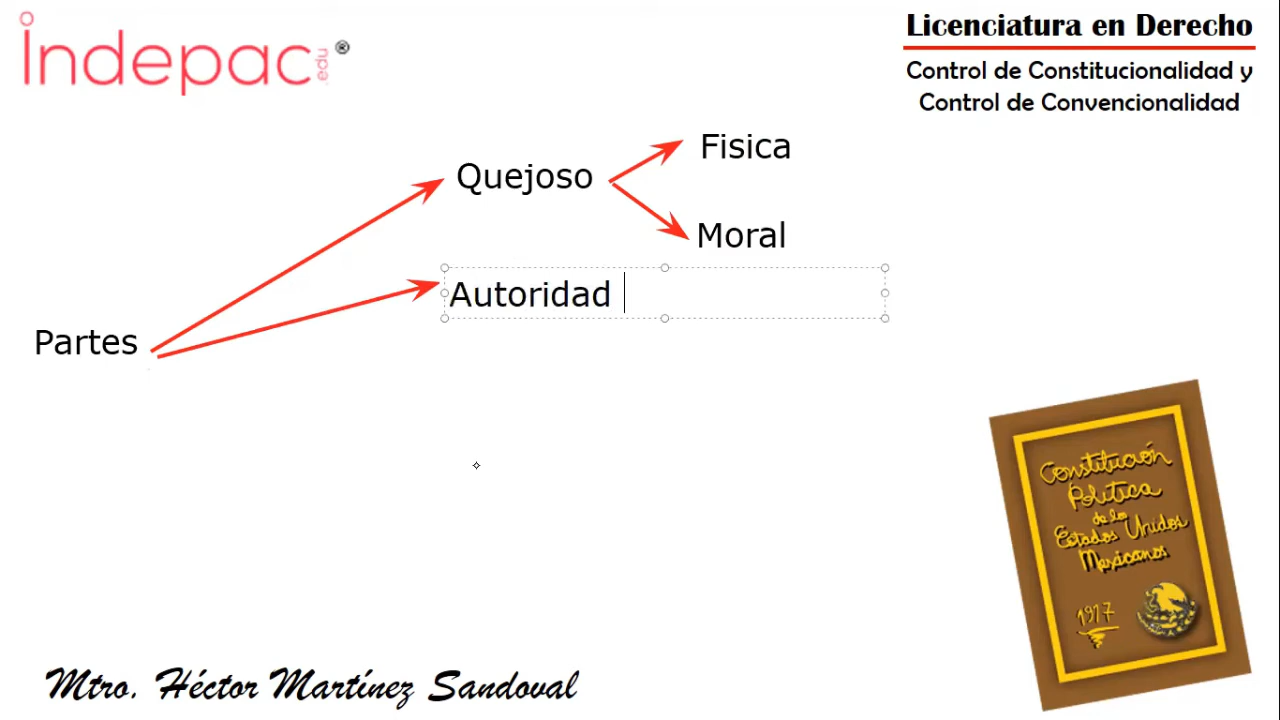 indepac.edu®
Licenciatura en Derecho
Control de Constitucionalidad y
Control de Convencionalidad
Fisica
Quejoso
Moral
Autoridad
Partes
Constitución
Política
de los
Estados Unidos
Mexicanos
1917
Mtro. Héctor Martínez Sandoval